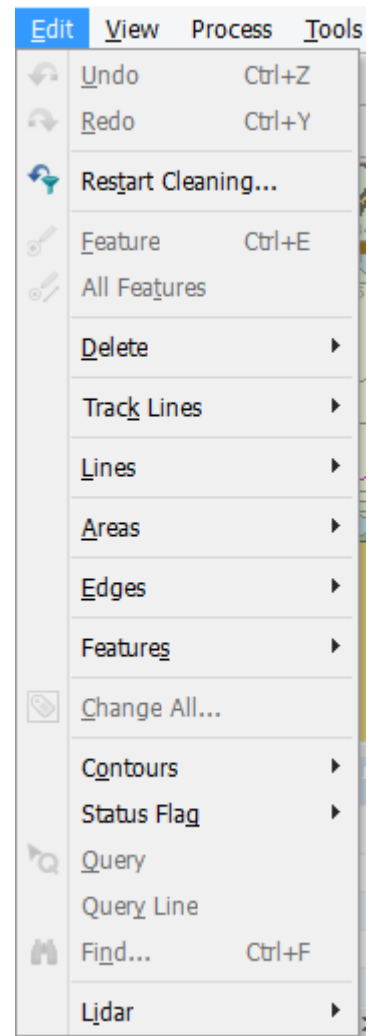 Edit View Process Tools
Undo Ctrl+Z
Redo Ctrl+Y
Restart Cleaning...
Feature Ctrl+E
All Features
Delete
Track Lines
Lines
Areas
Edges
Features
Change All...
Contours
Status Flag
Query
Query Line
Find... Ctrl+F
Lidar